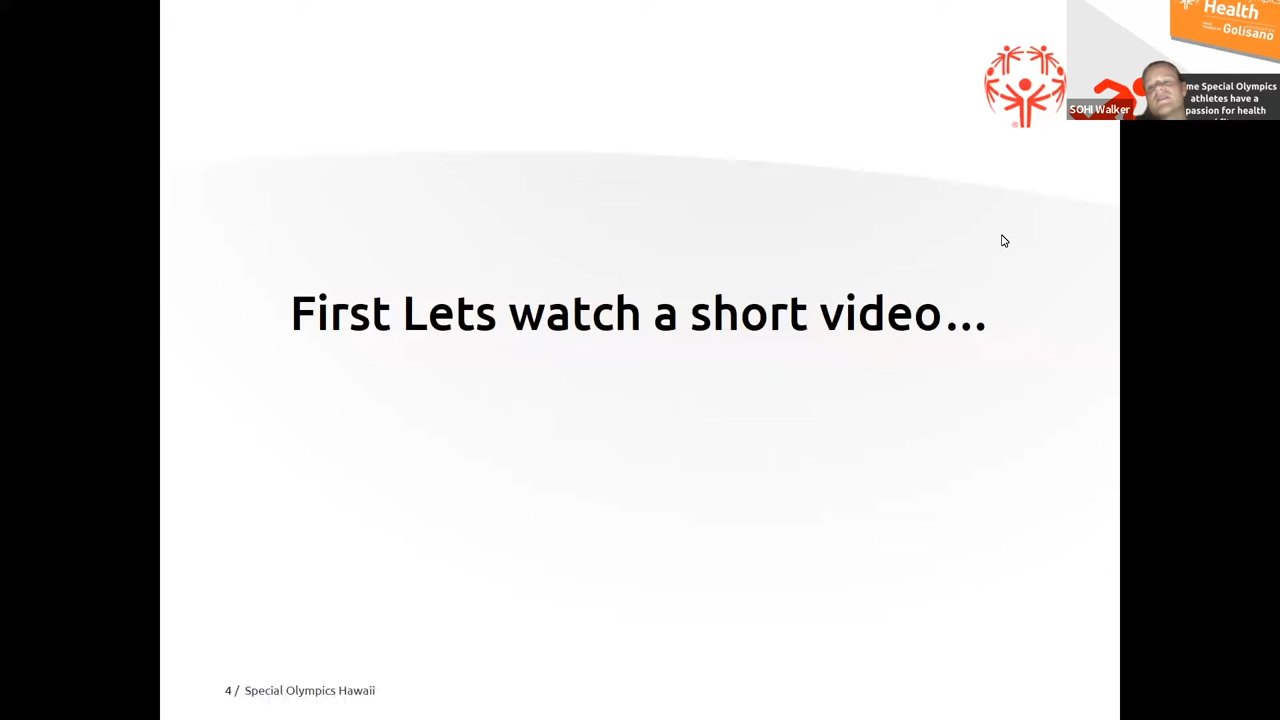 Health
Golisano
SOHI Walker
me Special Olympics
athletes have a
passion for health
First Lets watch a short video...
4 / Special Olympics Hawaii